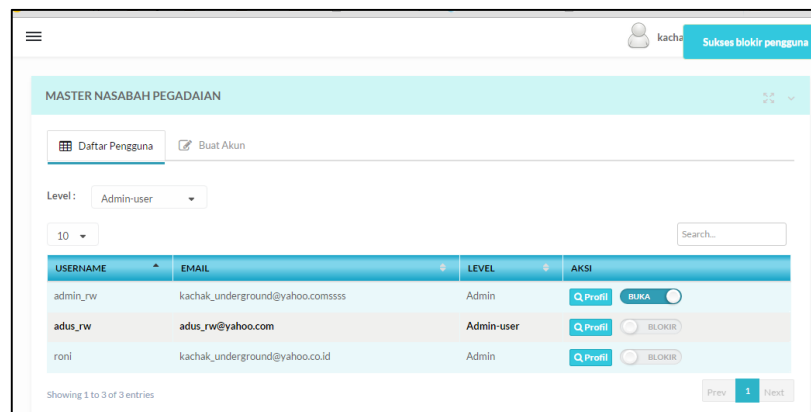 kacha
Sukses blokir pengguna
MASTER NASABAH PEGADAIAN
Daftar Pengguna Buat Akun
Level : Admin-user
10 Search...
USERNAME EMAIL LEVEL AKSI
admin_rw kachak_underground@yahoo.comssss Admin Profil BUKA
adus_rw adus_rw@yahoo.com Admin-user Profil BLOKIR
roni kachak_underground@yahoo.co.id Admin Profil BLOKIR
Showing 1 to 3 of 3 entries Prev 1 Next